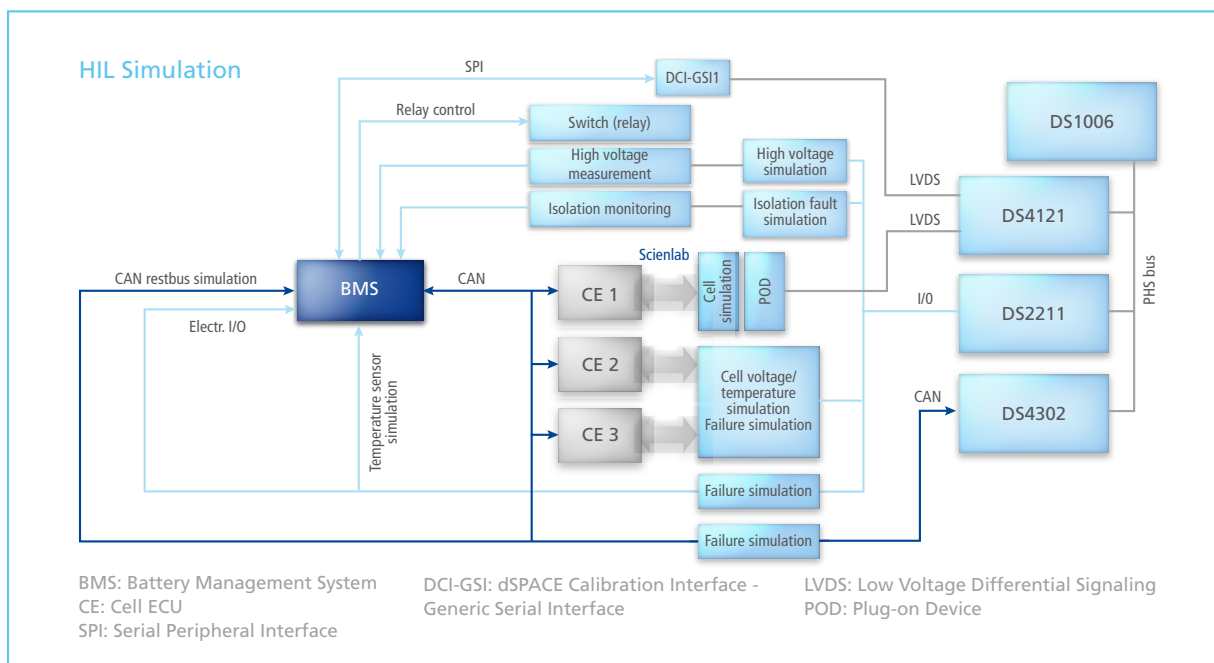 HIL Simulation
SPI
DCI-GSI1
DS1006
Relay control
Switch (relay)
High voltage
measurement
High voltage
simulation
LVDS
Isolation monitoring
Isolation fault
simulation
LVDS
DS4121
Scienlab
CAN restbus simulation
BMS
CAN
CE 1
Cell
simulation
POD
PHS bus
I/O
DS2211
Electr. I/O
CE 2
Temperature sensor
simulation
Cell voltage/
temperature
simulation
Failure simulation
CAN
DS4302
CE 3
Failure simulation
Failure simulation
BMS: Battery Management System
CE: Cell ECU
SPI: Serial Peripheral Interface
DCI-GSI: dSPACE Calibration Interface -
Generic Serial Interface
LVDS: Low Voltage Differential Signaling
POD: Plug-on Device